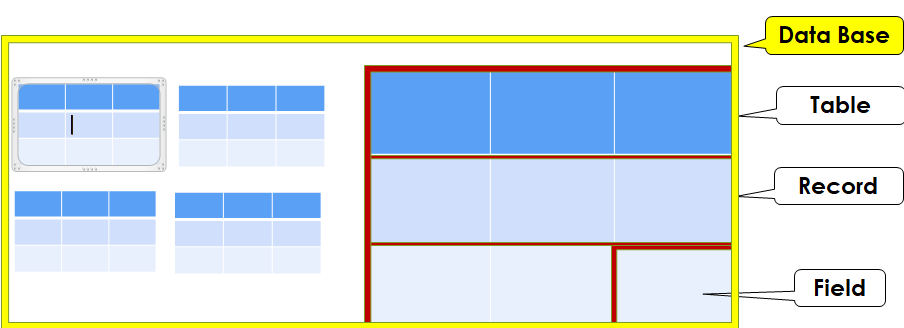 Data Base
Table
Record
Field